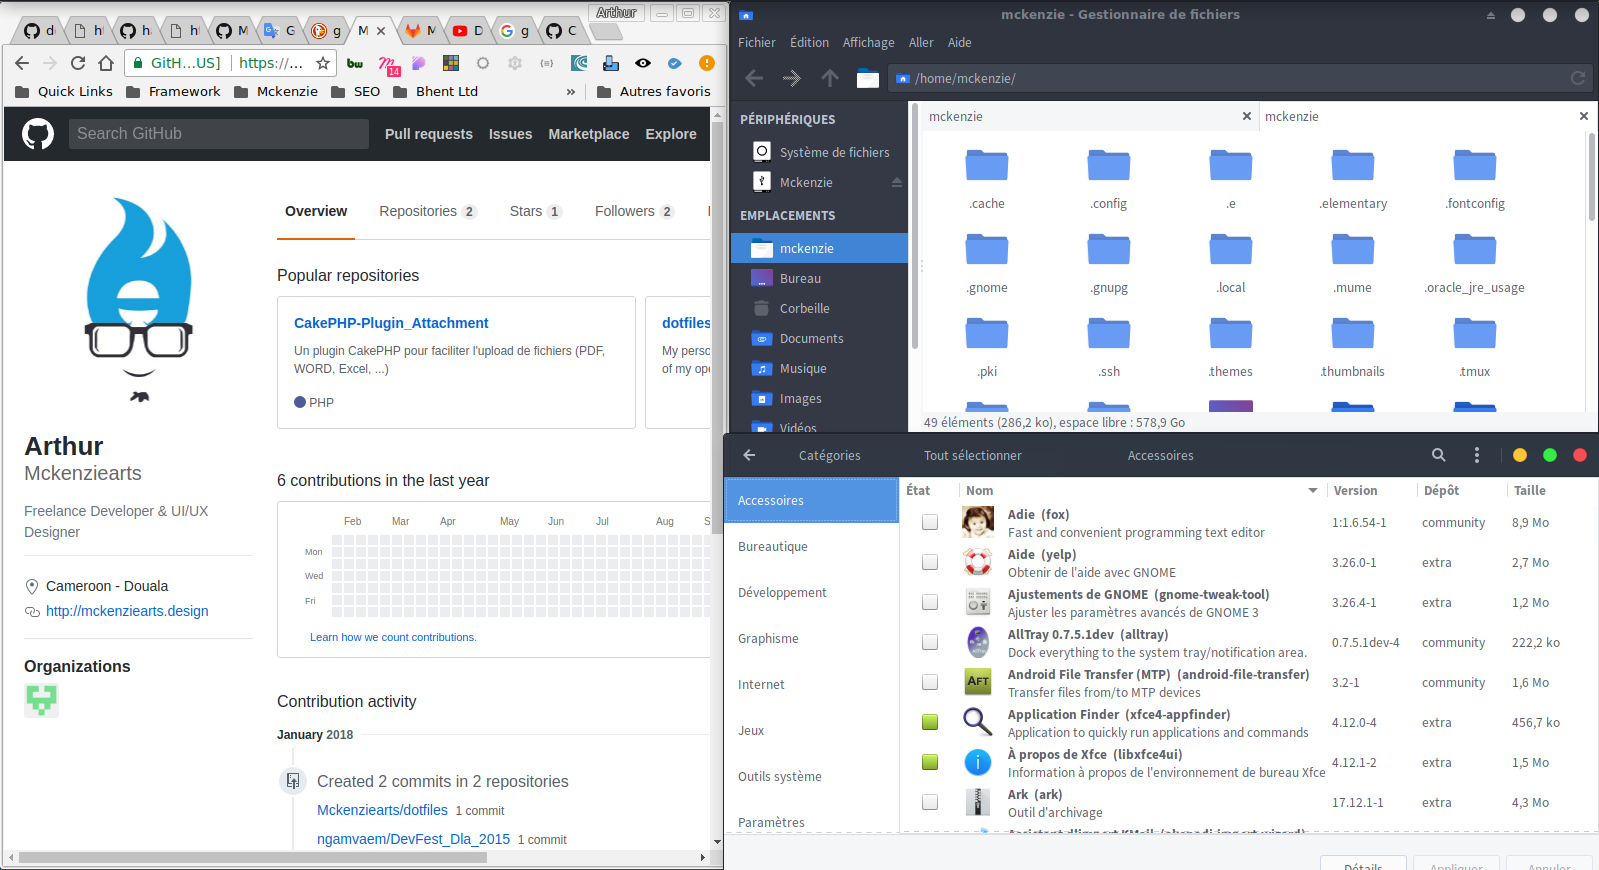 Arthur
d
h
h
h
M
G
g
M
M
D
g
C
GitH...US]
https://...
bw
14
Quick Links
Framework
Mckenzie
SEO
Bhent Ltd
»
Autres favoris
Search GitHub
Pull requests
Issues
Marketplace
Explore
Overview
Repositories 2
Stars 1
Followers 2
Popular repositories
CakePHP-Plugin_Attachment
Un plugin CakePHP pour faciliter l'upload de fichiers (PDF,
WORD, Excel, ...)
PHP
dotfiles
My perso
of my ope
Arthur
Mckenziearts
Freelance Developer & UI/UX
Designer
Cameroon - Douala
http://mckenziearts.design
Organizations
6 contributions in the last year
Feb Mar Apr May Jun Jul Aug S
Mon
Wed
Fri
Learn how we count contributions.
Contribution activity
January 2018
Created 2 commits in 2 repositories
Mckenziearts/dotfiles 1 commit
ngamvaem/DevFest_Dla_2015 1 commit
mckenzie - Gestionnaire de fichiers
Fichier Édition Affichage Aller Aide
/home/mckenzie/
PÉRIPHÉRIQUES
Système de fichiers
Mckenzie
EMPLACEMENTS
mckenzie
Bureau
Corbeille
Documents
Musique
Images
Vidéos
mckenzie
mckenzie
.cache
.config
.e
.elementary
.fontconfig
.gnome
.gnupg
.local
.mume
.oracle_jre_usage
.pki
.ssh
.themes
.thumbnails
.tmux
49 éléments (286,2 ko), espace libre : 578,9 Go
Catégories
Tout sélectionner
Accessoires
Accessoires
Bureautique
Développement
Graphisme
Internet
Jeux
Outils système
Paramètres
État Nom Version Dépôt Taille
Adie (fox)
Fast and convenient programming text editor
1:1.6.54-1 community 8,9 Mo
Aide (yelp)
Obtenir de l'aide avec GNOME
3.26.0-1 extra 2,7 Mo
Ajustements de GNOME (gnome-tweak-tool)
Ajuster les paramètres avancés de GNOME 3
3.26.4-1 extra 1,2 Mo
AllTray 0.7.5.1dev (alltray)
Dock everything to the system tray/notification area.
0.7.5.1dev-4 community 222,2 ko
AFT
Android File Transfer (MTP) (android-file-transfer)
Transfer files from/to MTP devices
3.2-1 community 1,6 Mo
Application Finder (xfce4-appfinder)
Application to quickly run applications and commands
4.12.0-4 extra 456,7 ko
À propos de Xfce (libxfce4ui)
Information à propos de l'environnement de bureau Xfce
4.12.1-2 extra 1,5 Mo
Ark (ark)
Outil d'archivage
17.12.1-1 extra 4,3 Mo
Détails
Appliquer
Annuler